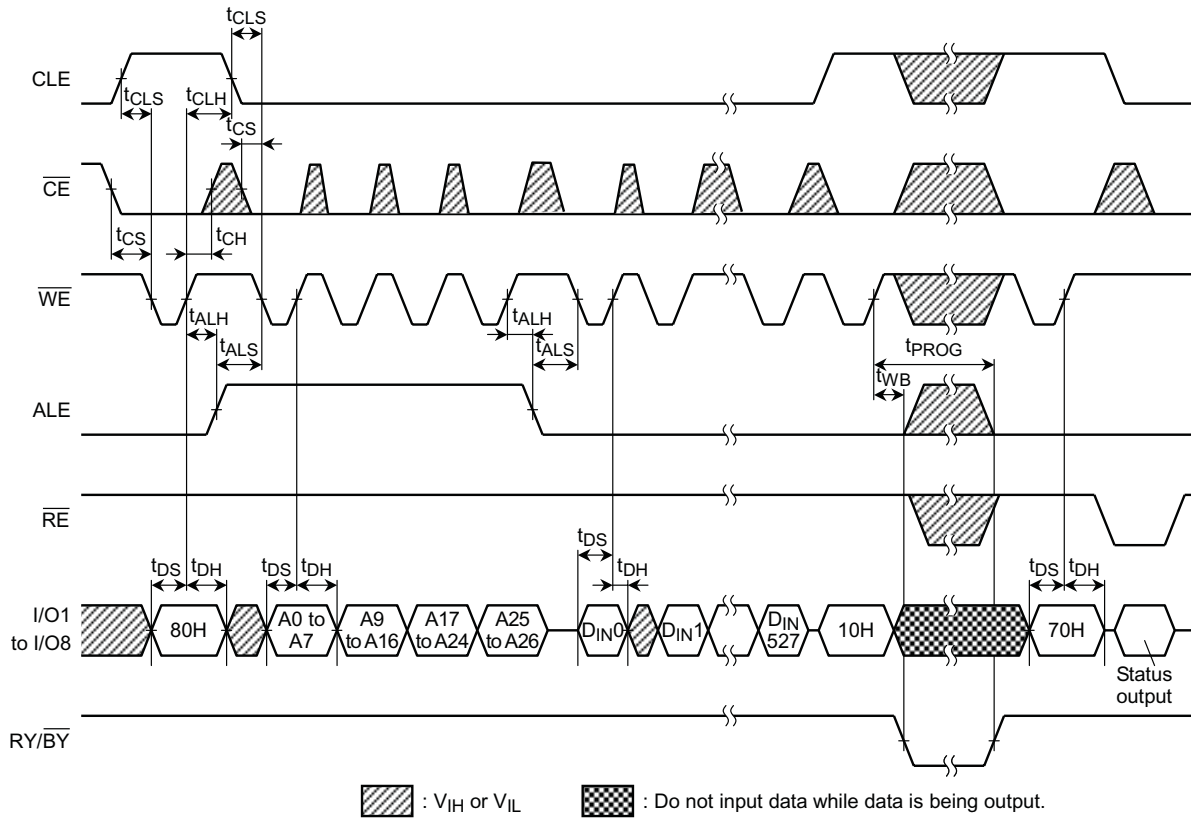 tCLS
CLE
tCLS
tCLH
tCS
CE
tCS
tCH
WE
tALH
tALS
tALH
tALS
tPROG
tWB
ALE
RE
tDS
tDH
tDS
tDH
tDS
tDH
tDS
tDH
I/O1
to I/O8
80H
A0 to
A7
A9
to A16
A17
to A24
A25
to A26
DIN0
DIN1
DIN
527
10H
70H
Status
output
RY/BY
: VIH or VIL
: Do not input data while data is being output.